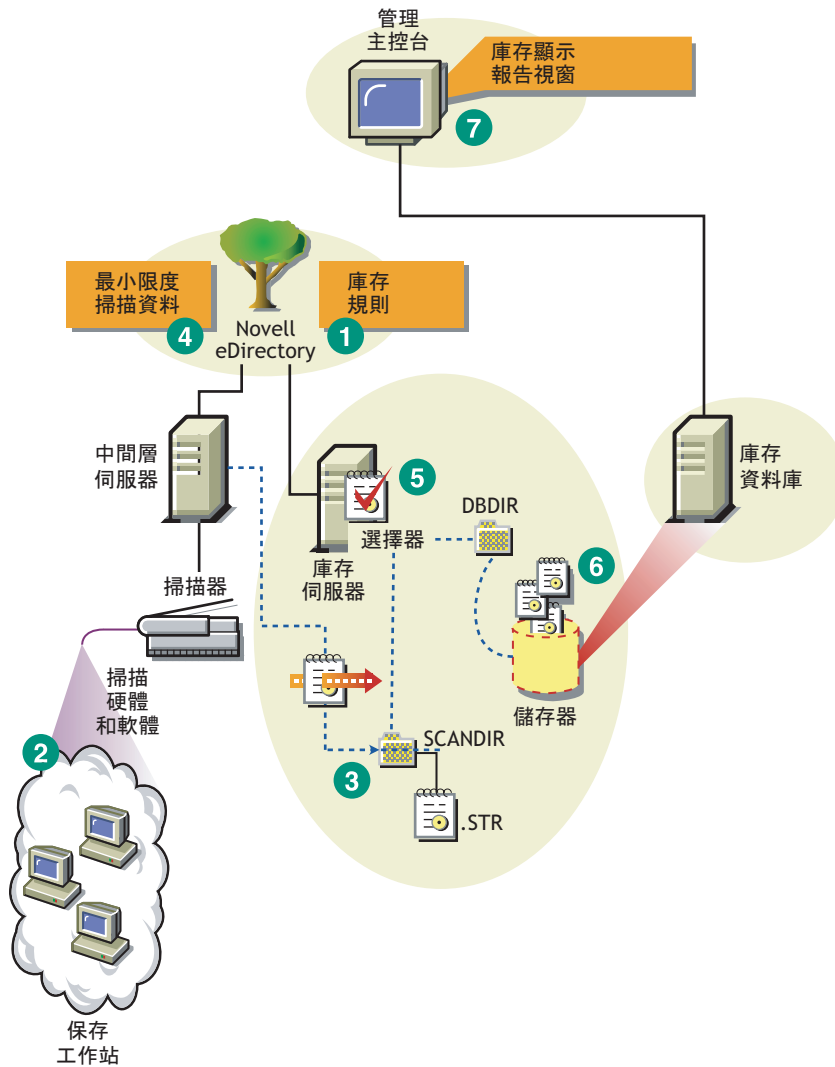 管理
主控台
庫存顯示
報告視窗
7
最小限度
掃描資料
4
庫存
規則
1
Novell
eDirectory
中間層
伺服器
5
選擇器
DBDIR
庫存
資料庫
庫存
伺服器
6
掃描器
掃描
硬體
和軟體
儲存器
2
SCANDIR
3
.STR
保存
工作站